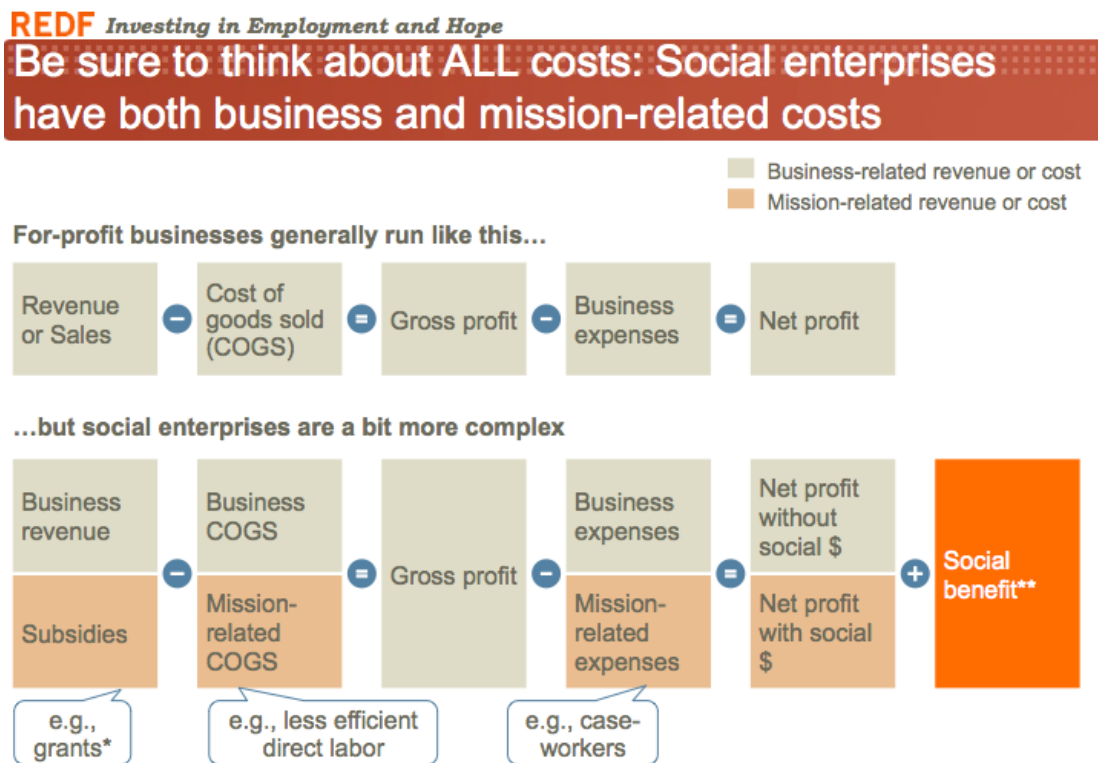 REDF Investing in Employment and Hope
Be sure to think about ALL costs: Social enterprises
have both business and mission-related costs
Business-related revenue or cost
Mission-related revenue or cost
For-profit businesses generally run like this…
Revenue
or Sales
−
Cost of
goods sold
(COGS)
=
Gross profit
−
Business
expenses
=
Net profit
…but social enterprises are a bit more complex
Business
revenue
Subsidies
−
Business
COGS
Mission-
related
COGS
=
Gross profit
−
Business
expenses
Mission-
related
expenses
=
Net profit
without
social $
Net profit
with social
$
+
Social
benefit**
e.g.,
grants*
e.g., less efficient
direct labor
e.g., case-
workers